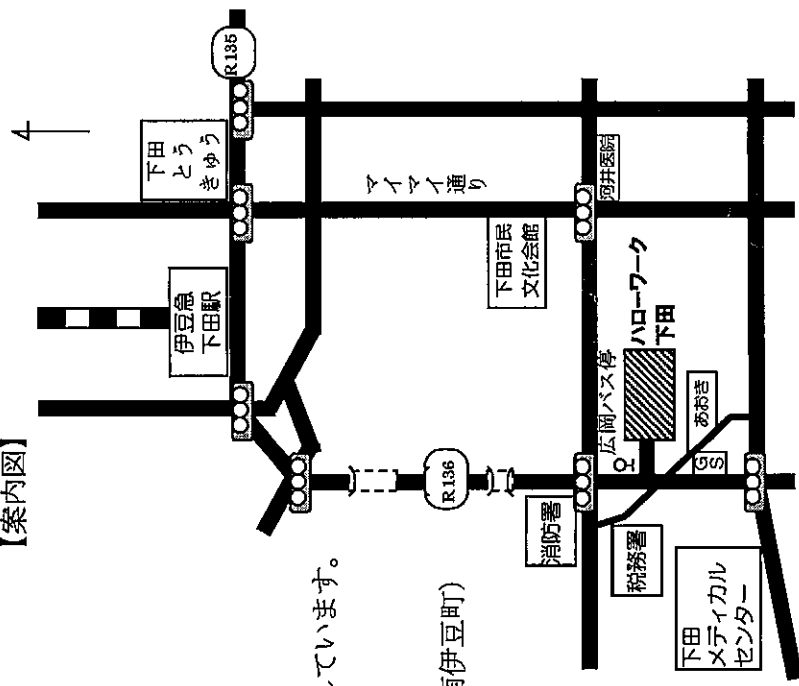 【案内図】
R135
下田
とう
きゅう
伊豆急
下田駅
マイマイ通り
しています。
南伊豆町)
R136
下田市民
文化会館
河井医院
消防署
広岡バス停
ハローワーク
下田
税務署
GS
あおき
下田
メディカル
センター